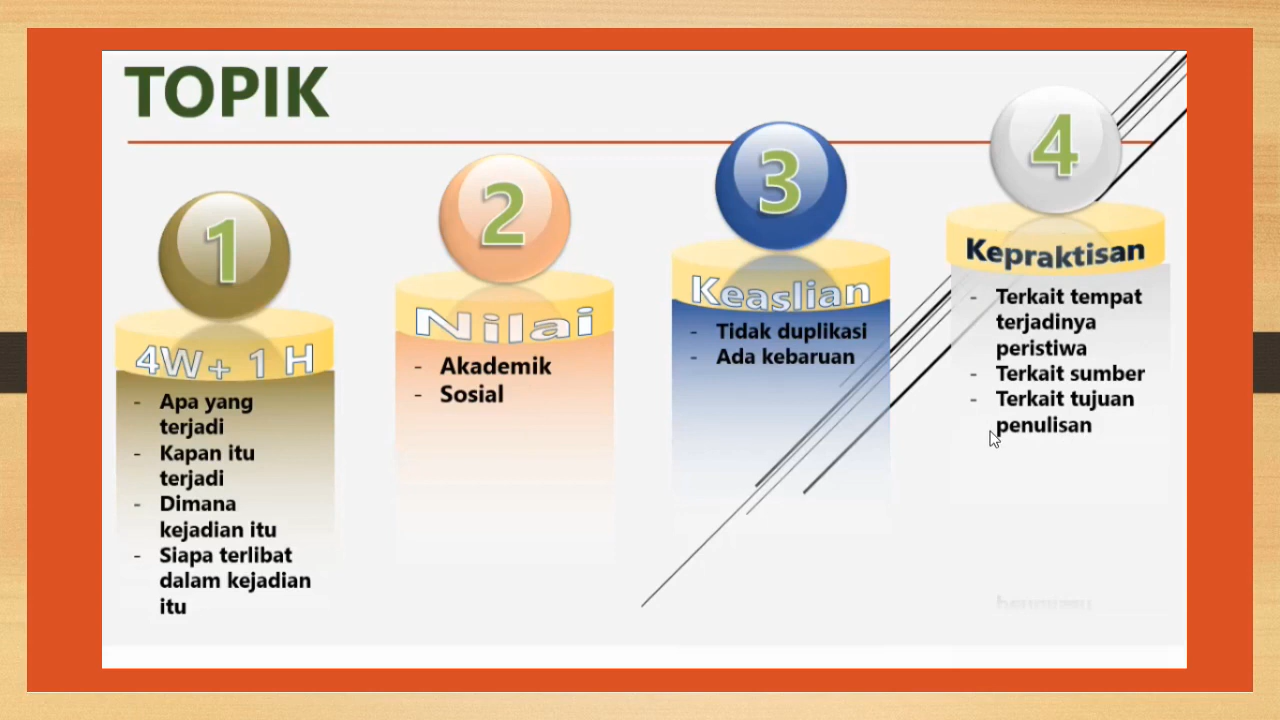 TOPIK
1
4W+ 1 H
- Apa yang
terjadi
- Kapan itu
terjadi
- Dimana
kejadian itu
- Siapa terlibat
dalam kejadian
itu
2
Nilai
- Akademik
- Sosial
3
Keaslian
- Tidak duplikasi
- Ada kebaruan
4
Kepraktisan
- Terkait tempat
terjadinya
peristiwa
- Terkait sumber
- Terkait tujuan
penulisan